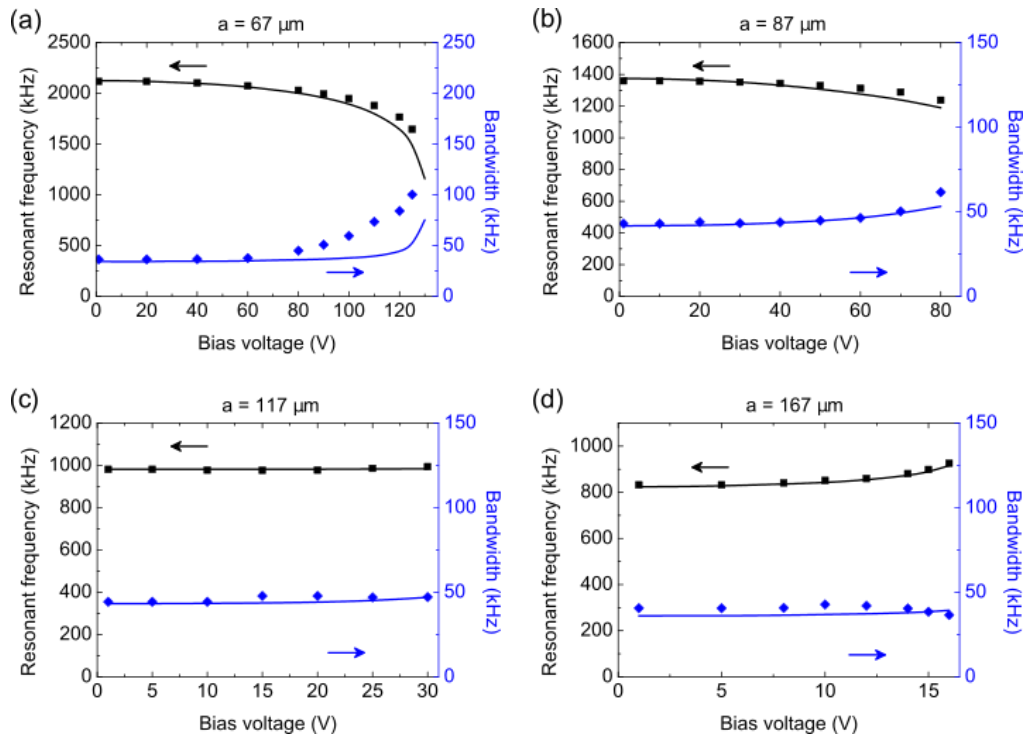 (a)
a = 67 μm
2500
2000
1500
1000
500
0
Resonant frequency (kHz)
250
200
150
100
50
0
Bandwidth (kHz)
0 20 40 60 80 100 120
Bias voltage (V)
(b)
a = 87 μm
1600
1400
1200
1000
800
600
400
200
0
Resonant frequency (kHz)
150
100
50
0
Bandwidth (kHz)
0 20 40 60 80
Bias voltage (V)
(c)
a = 117 μm
1200
1000
800
600
400
200
0
Resonant frequency (kHz)
150
100
50
0
Bandwidth (kHz)
0 5 10 15 20 25 30
Bias voltage (V)
(d)
a = 167 μm
1000
800
600
400
200
0
Resonant frequency (kHz)
150
100
50
0
Bandwidth (kHz)
5 10 15
Bias voltage (V)